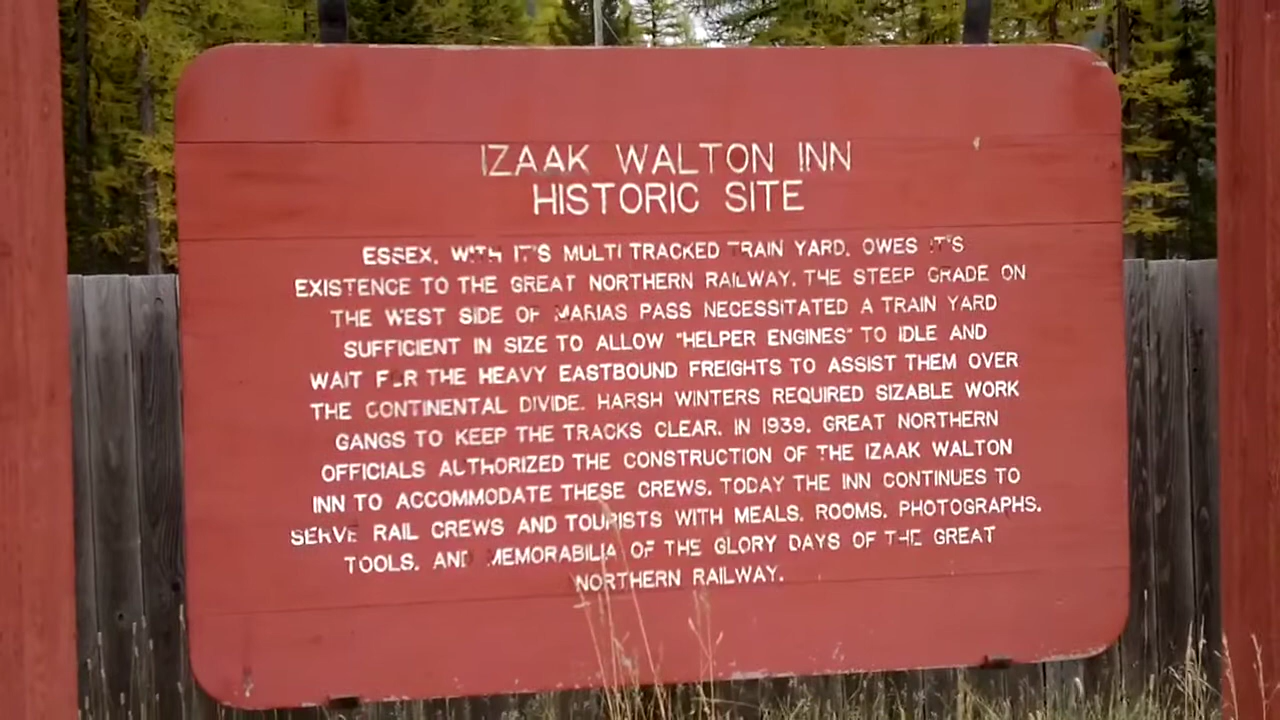 IZAAK WALTON INN
HISTORIC SITE
ESSEX, WITH IT'S MULTI TRACKED TRAIN YARD, OWES IT'S
EXISTENCE TO THE GREAT NORTHERN RAILWAY. THE STEEP GRADE ON
THE WEST SIDE OF MARIAS PASS NECESSITATED A TRAIN YARD
SUFFICIENT IN SIZE TO ALLOW "HELPER ENGINES" TO IDLE AND
WAIT FOR THE HEAVY EASTBOUND FREIGHTS TO ASSIST THEM OVER
THE CONTINENTAL DIVIDE. HARSH WINTERS REQUIRED SIZABLE WORK
GANGS TO KEEP THE TRACKS CLEAR. IN 1939, GREAT NORTHERN
OFFICIALS AUTHORIZED THE CONSTRUCTION OF THE IZAAK WALTON
INN TO ACCOMMODATE THESE CREWS. TODAY THE INN CONTINUES TO
SERVE RAIL CREWS AND TOURISTS WITH MEALS, ROOMS, PHOTOGRAPHS,
TOOLS, AND MEMORABILIA OF THE GLORY DAYS OF THE GREAT
NORTHERN RAILWAY.